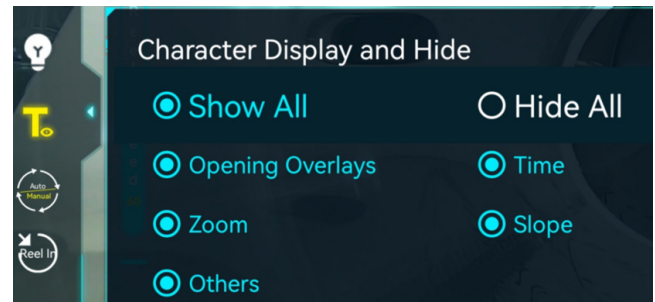 Character Display and Hide
Show All
Hide All
Opening Overlays
Time
Zoom
Slope
Others
T
Auto
Manual
Reel In